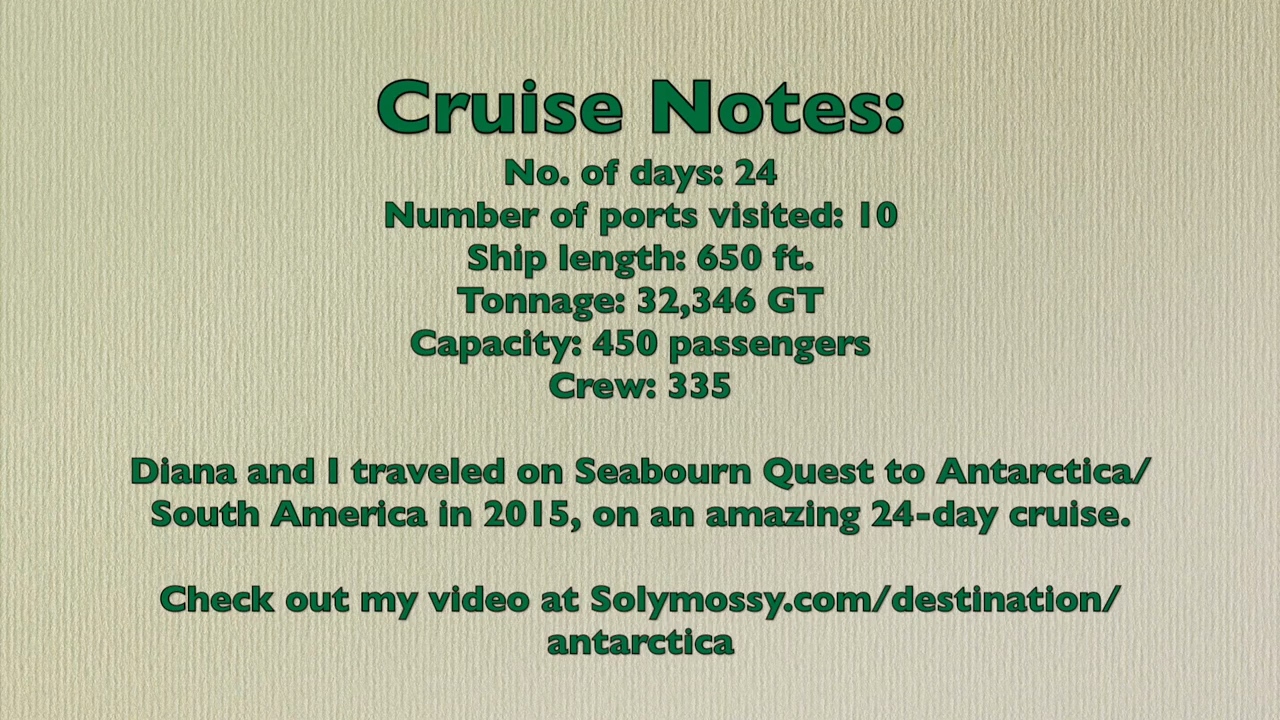 Cruise Notes:
No. of days: 24
Number of ports visited: 10
Ship length: 650 ft.
Tonnage: 32,346 GT
Capacity: 450 passengers
Crew: 335
Diana and I traveled on Seabourn Quest to Antarctica/
South America in 2015, on an amazing 24-day cruise.
Check out my video at Solymossy.com/destination/
antarctica